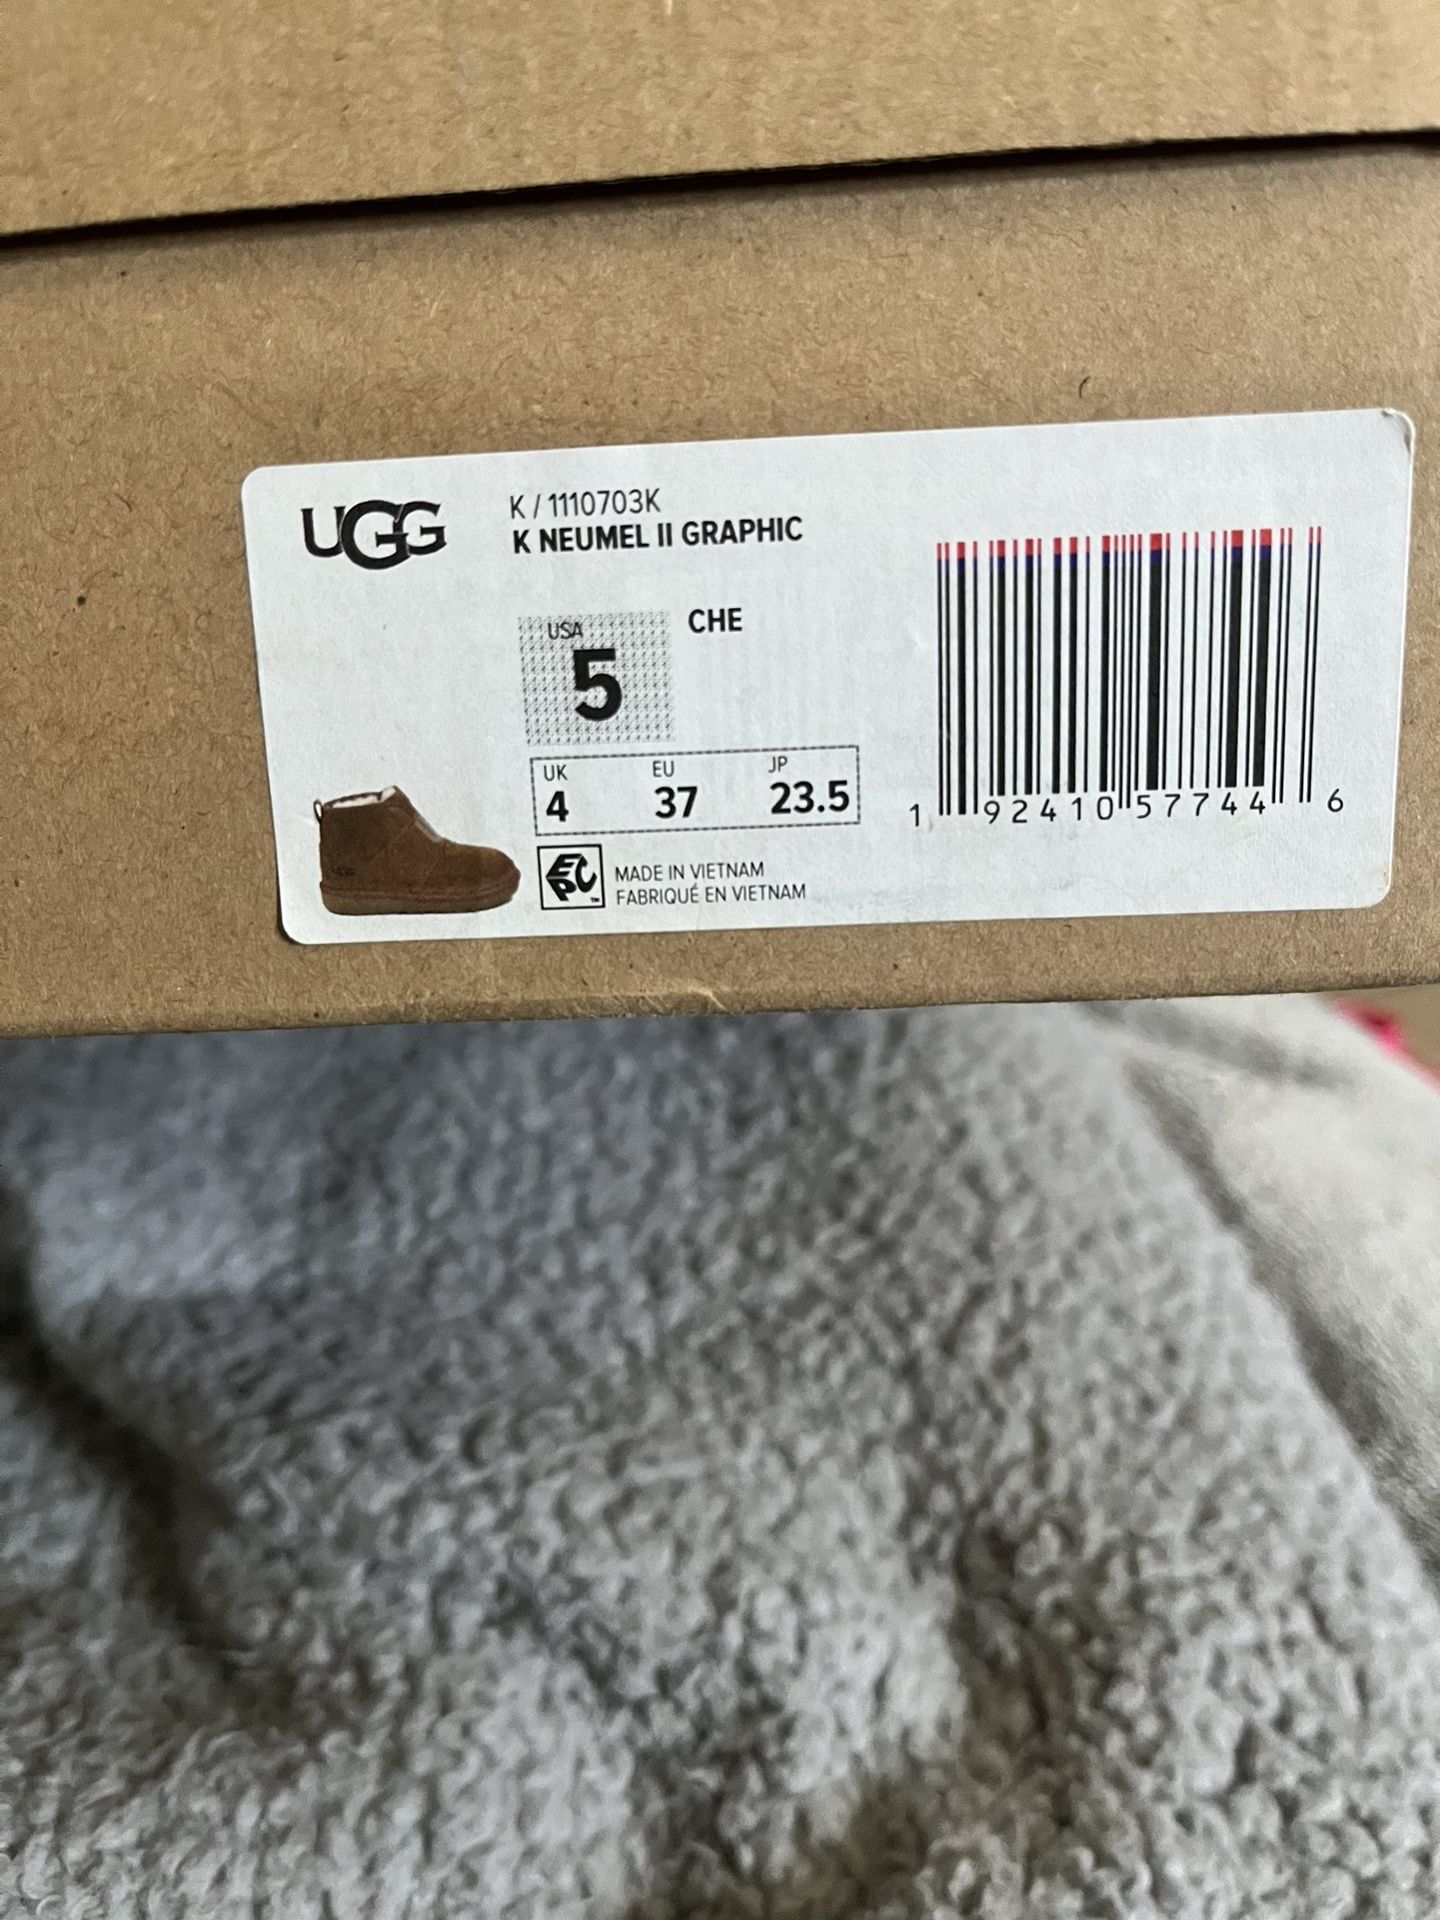 UGG
K / 1110703K
K NEUMEL II GRAPHIC
USA
5
CHE
UK EU JP
4 37 23.5
EPC™
MADE IN VIETNAM
FABRIQUÉ EN VIETNAM
1 92410 57744 6